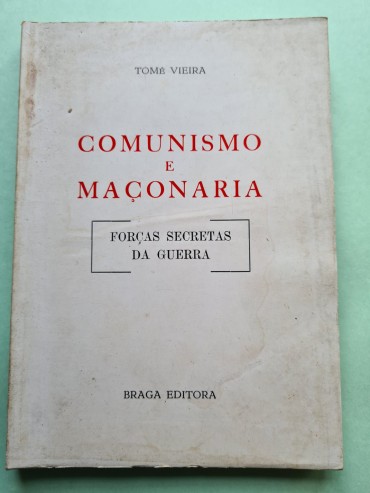 TOMÉ VIEIRA
COMUNISMO
E
MAÇONARIA
FORÇAS SECRETAS
DA GUERRA
BRAGA EDITORA